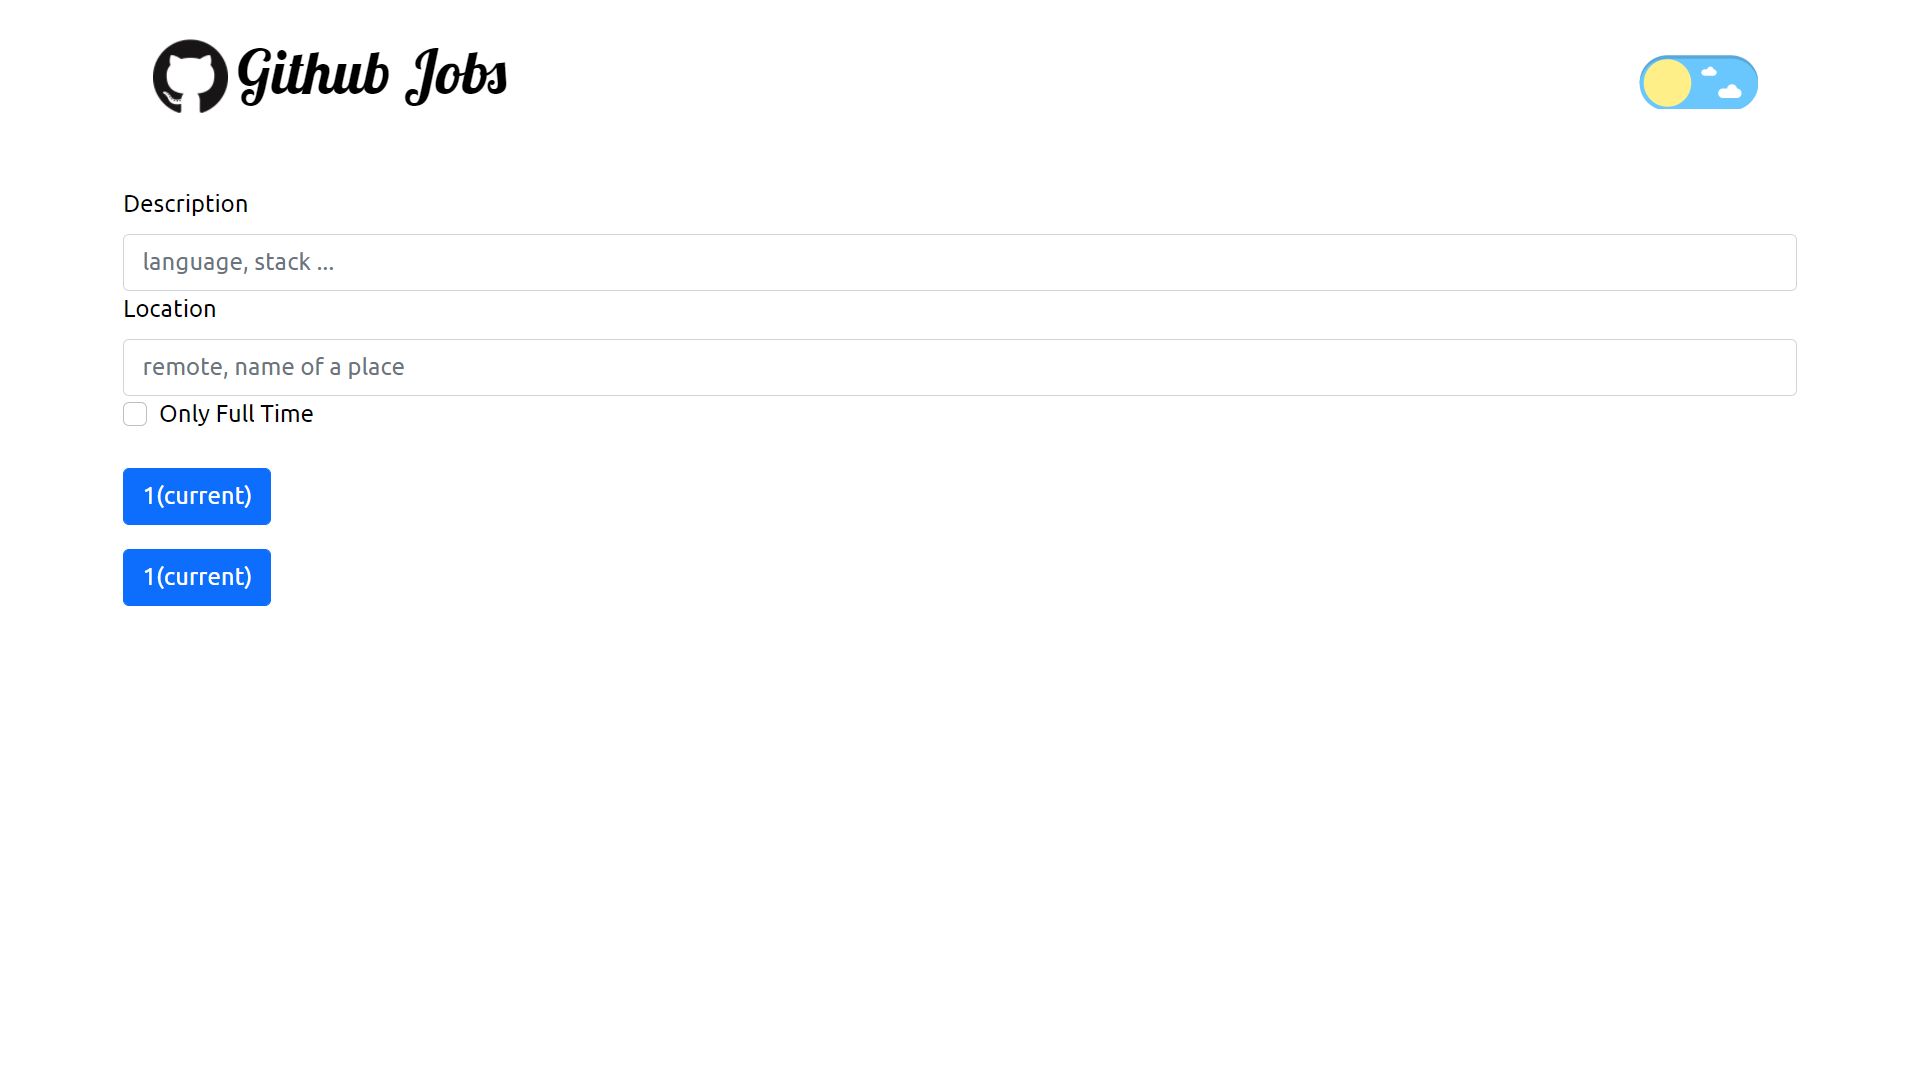 Github Jobs
Description
language, stack ...
Location
remote, name of a place
Only Full Time
1(current)
1(current)